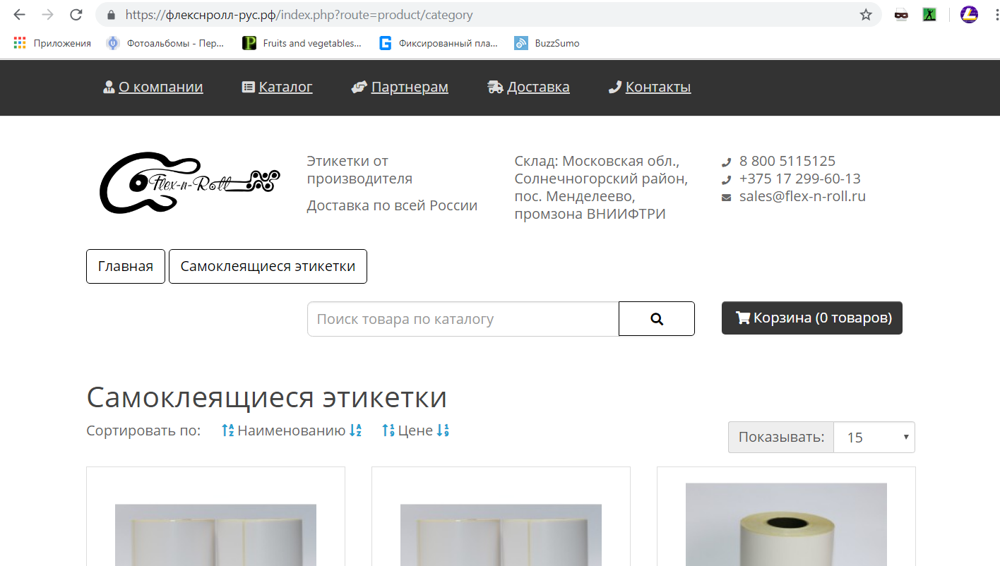 https://флекснролл-рус.рф/index.php?route=product/category
Приложения Фотоальбомы - Пер... Fruits and vegetables... Фиксированный пла... BuzzSumo
О компании Каталог Партнерам Доставка Контакты
Flex-n-Roll
Этикетки от
производителя
Доставка по всей России
Склад: Московская обл.,
Солнечногорский район,
пос. Менделеево,
промзона ВНИИФТРИ
8 800 5115125
+375 17 299-60-13
sales@flex-n-roll.ru
Главная Самоклеящиеся этикетки
Поиск товара по каталогу
Корзина (0 товаров)
Самоклеящиеся этикетки
Сортировать по: Наименованию Цене
Показывать: 15